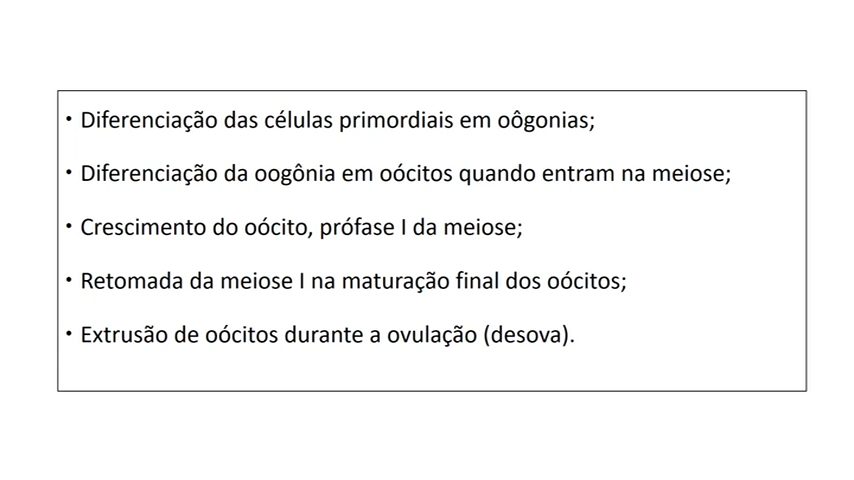 • Diferenciação das células primordiais em oôgonias;
• Diferenciação da oogônia em oócitos quando entram na meiose;
• Crescimento do oócito, prófase I da meiose;
• Retomada da meiose I na maturação final dos oócitos;
• Extrusão de oócitos durante a ovulação (desova).